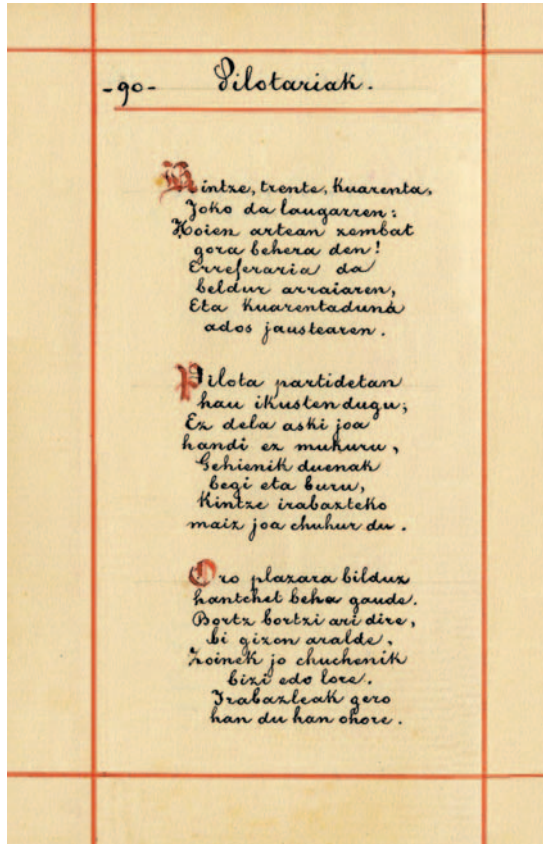 -90- Pilotariak.
Kintze, trente, kuarenta,
Joko da laugarren:
Hoien artean zembat
gora behera den!
Erreferaria da
beldur arraiaren,
Eta kuarentaduna
ados jaustearen.
Pilota partidetan
hau ikusten dugu;
Ez dela aski joa
handi ez mukuru,
Gehienik duenak
begi eta buru,
Kintze irabazteko
maiz joa chuhur du.
Oro plazara bilduz
hantchet beha gaude.
Bortz bortzi ari dire,
bi gizon aralde,
Zoinek jo chuchenik
bizi edo lore.
Irabazleak gero
han du han ohore.